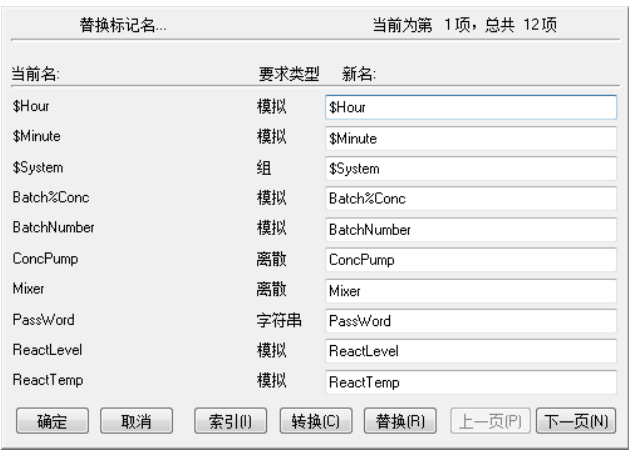 替换标记名... 当前为第 1项，总共 12项
当前名: 要求类型 新名:
$Hour 模拟 $Hour
$Minute 模拟 $Minute
$System 组 $System
Batch%Conc 模拟 Batch%Conc
BatchNumber 模拟 BatchNumber
ConcPump 离散 ConcPump
Mixer 离散 Mixer
PassWord 字符串 PassWord
ReactLevel 模拟 ReactLevel
ReactTemp 模拟 ReactTemp
确定 取消 索引(I) 转换(C) 替换(R) 上一页(P) 下一页(N)